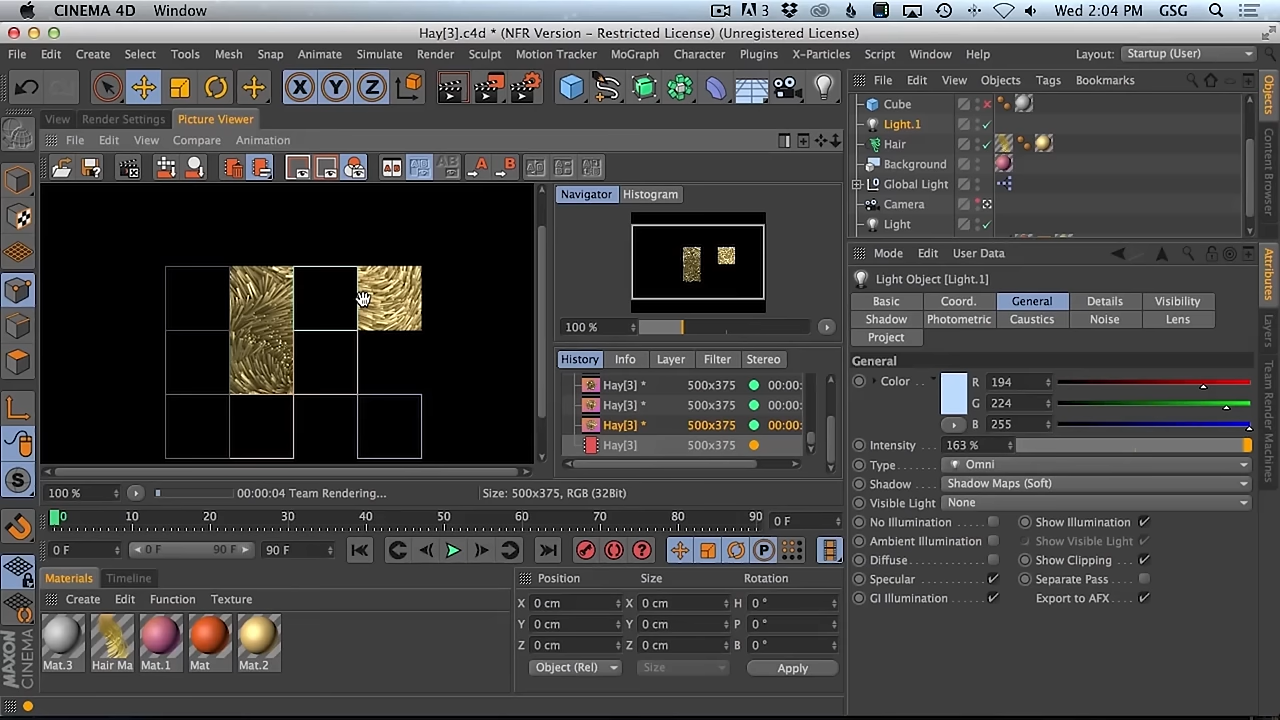 CINEMA 4D Window 3 Wed 2:04 PM GSG
Hay[3].c4d * (NFR Version - Restricted License) (Unregistered License)
File Edit Create Select Tools Mesh Snap Animate Simulate Render Sculpt Motion Tracker MoGraph Character Plugins X-Particles Script Window Help Layout: Startup (User)
X Y Z
File Edit View Objects Tags Bookmarks
View Render Settings Picture Viewer
File Edit View Compare Animation
Cube
Light.1
Hair
Background
Global Light
Camera
Light
Navigator Histogram
100 %
Mode Edit User Data
Light Object [Light.1]
Basic Coord. General Details Visibility
Shadow Photometric Caustics Noise Lens
Project
General
Color R 194
G 224
B 255
Intensity 163 %
Type Omni
Shadow Shadow Maps (Soft)
Visible Light None
No Illumination Show Illumination
Ambient Illumination Show Visible Light
Diffuse Show Clipping
Specular Separate Pass
GI Illumination Export to AFX
History Info Layer Filter Stereo
Hay[3] * 500x375 00:00:
Hay[3] * 500x375 00:00:
Hay[3] * 500x375 00:00:
Hay[3] 500x375
100 % 00:00:04 Team Rendering... Size: 500x375, RGB (32Bit)
0 10 20 30 40 50 60 70 80 90 0 F
0 F 0 F 90 F 90 F
Materials Timeline
Create Edit Function Texture
Mat.3 Hair Ma Mat.1 Mat Mat.2
Position Size Rotation
X 0 cm X 0 cm H 0 °
Y 0 cm Y 0 cm P 0 °
Z 0 cm Z 0 cm B 0 °
Object (Rel) Size Apply
Objects
Content Browser
Attributes
Layers
Team Render Machines
MAXON
CINEMA 4D